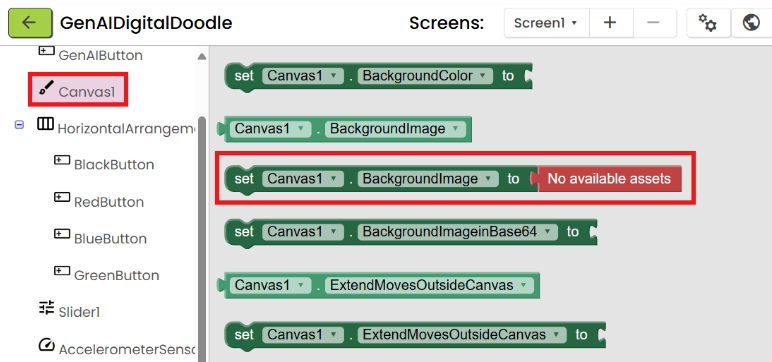 GenAIDigitalDoodle Screens: Screen1
GenAIButton
Canvas1
HorizontalArrangeme
BlackButton
RedButton
BlueButton
GreenButton
Slider1
AccelerometerSenso
set Canvas1 . BackgroundColor to
Canvas1 . BackgroundImage
set Canvas1 . BackgroundImage to No available assets
set Canvas1 . BackgroundImageinBase64 to
Canvas1 . ExtendMovesOutsideCanvas
set Canvas1 . ExtendMovesOutsideCanvas to